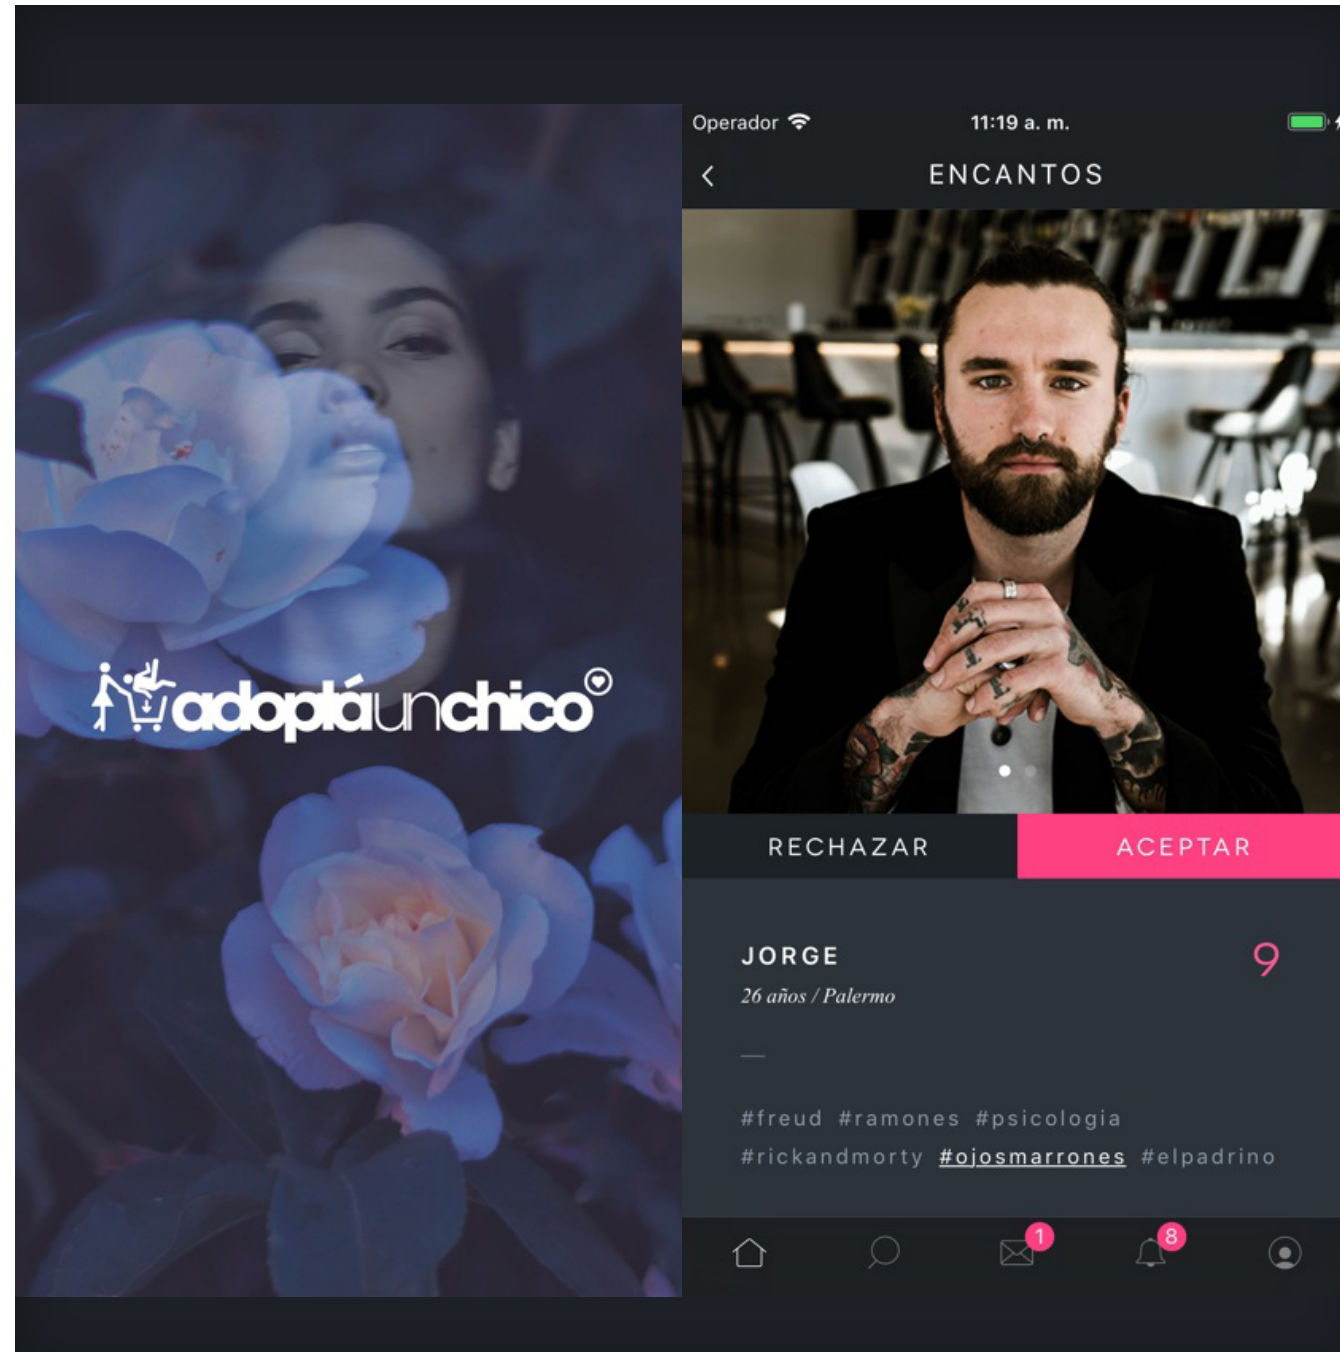 adoptáunchico
Operador
11:19 a. m.
ENCANTOS
RECHAZAR
ACEPTAR
JORGE
9
26 años / Palermo
#freud #ramones #psicologia
#rickandmorty #ojosmarrones #elpadrino
1
8